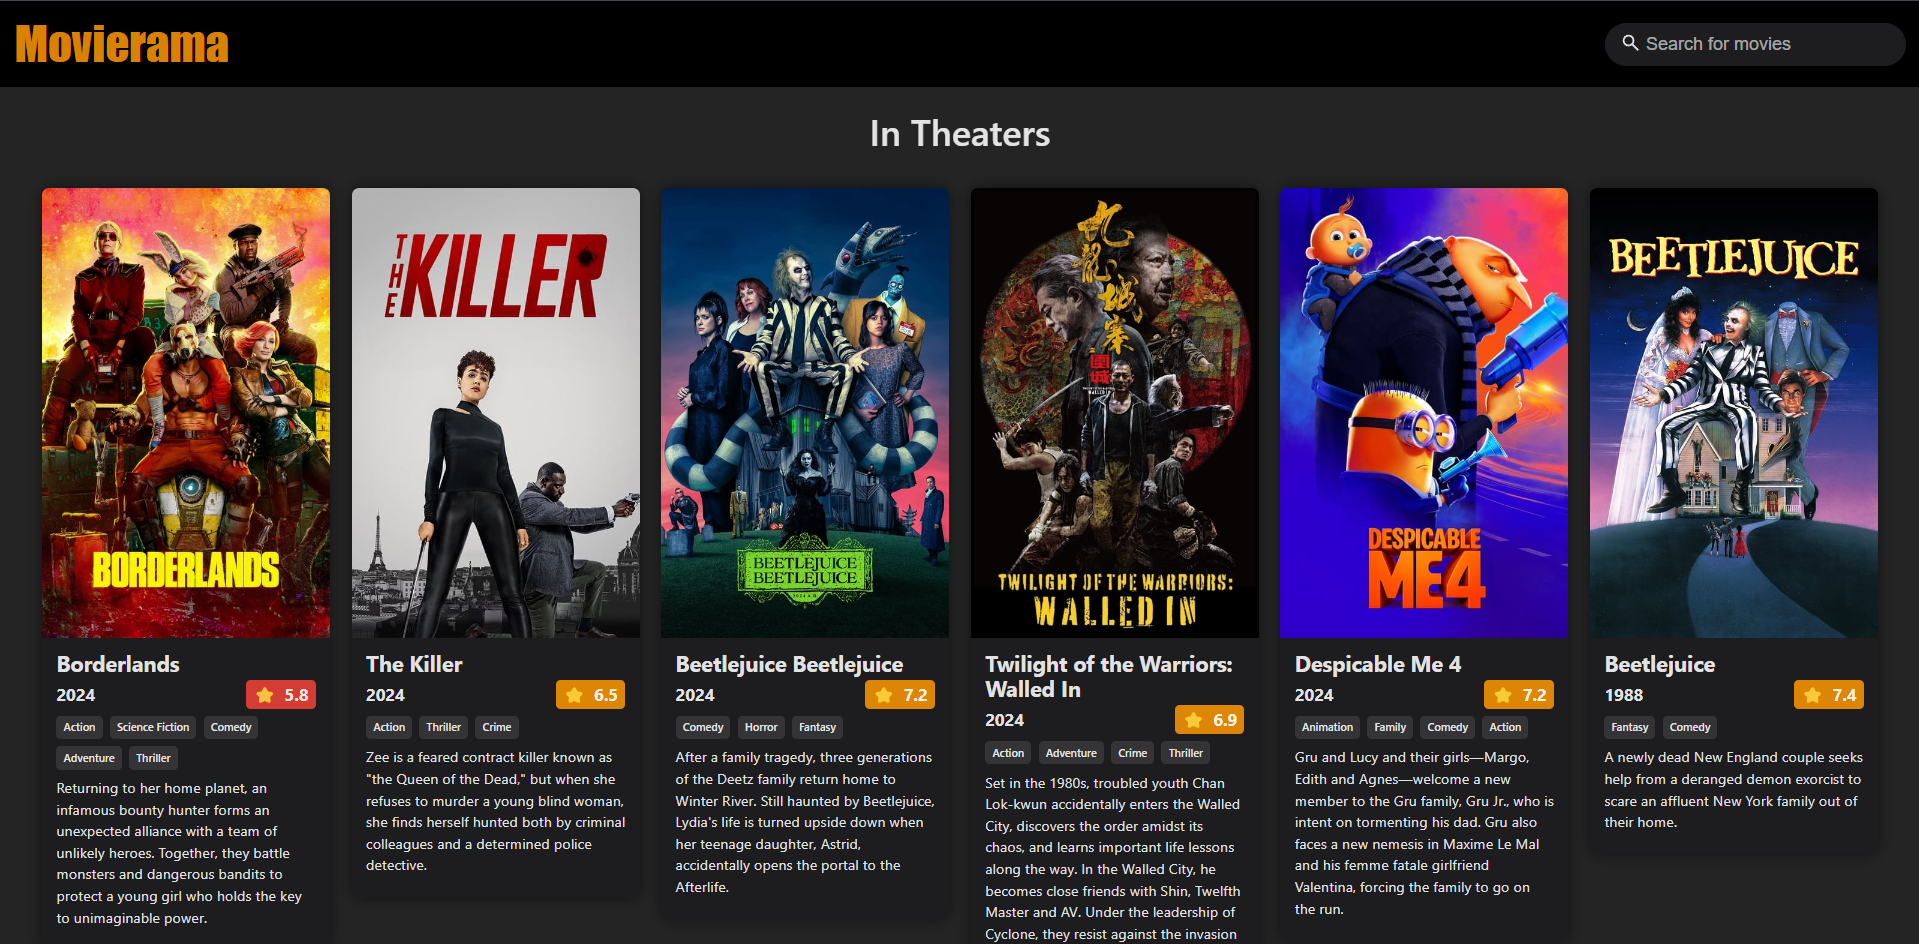 Movierama
Search for movies
In Theaters
THE KILLER
BORDERLANDS
BEETLEJUICE
BEETLEJUICE
九龍城寨
圍城
TWILIGHT OF THE WARRIORS:
WALLED IN
DESPICABLE
ME4
BEETLEJUICE
Borderlands
2024
5.8
Action Science Fiction Comedy
Adventure Thriller
Returning to her home planet, an
infamous bounty hunter forms an
unexpected alliance with a team of
unlikely heroes. Together, they battle
monsters and dangerous bandits to
protect a young girl who holds the key
to unimaginable power.
The Killer
2024
6.5
Action Thriller Crime
Zee is a feared contract killer known as
"the Queen of the Dead," but when she
refuses to murder a young blind woman,
she finds herself hunted both by criminal
colleagues and a determined police
detective.
Beetlejuice Beetlejuice
2024
7.2
Comedy Horror Fantasy
After a family tragedy, three generations
of the Deetz family return home to
Winter River. Still haunted by Beetlejuice,
Lydia's life is turned upside down when
her teenage daughter, Astrid,
accidentally opens the portal to the
Afterlife.
Twilight of the Warriors:
Walled In
2024
6.9
Action Adventure Crime Thriller
Set in the 1980s, troubled youth Chan
Lok-kwun accidentally enters the Walled
City, discovers the order amidst its
chaos, and learns important life lessons
along the way. In the Walled City, he
becomes close friends with Shin, Twelfth
Master and AV. Under the leadership of
Cyclone, they resist against the invasion
Despicable Me 4
2024
7.2
Animation Family Comedy Action
Gru and Lucy and their girls—Margo,
Edith and Agnes—welcome a new
member to the Gru family, Gru Jr., who is
intent on tormenting his dad. Gru also
faces a new nemesis in Maxime Le Mal
and his femme fatale girlfriend
Valentina, forcing the family to go on
the run.
Beetlejuice
1988
7.4
Fantasy Comedy
A newly dead New England couple seeks
help from a deranged demon exorcist to
scare an affluent New York family out of
their home.